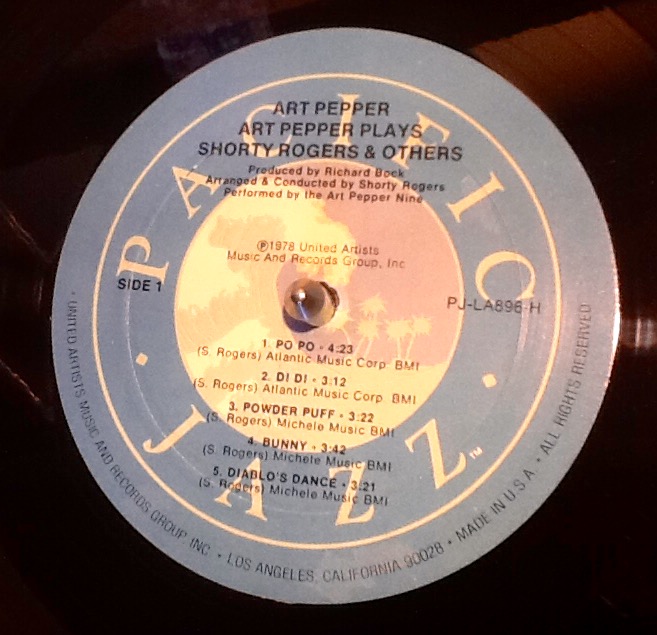 PACIFIC
JAZZ
TM
ART PEPPER
ART PEPPER PLAYS
SHORTY ROGERS & OTHERS
Produced by Richard Bock
Arranged & Conducted by Shorty Rogers
Performed by the Art Pepper Nine
℗1978 United Artists
Music And Records Group, Inc
SIDE 1
PJ-LA896-H
1. PO PO • 4:23
(S. Rogers) Atlantic Music Corp. BMI
2. DI DI • 3:12
(S. Rogers) Atlantic Music Corp. BMI
3. POWDER PUFF • 3:22
(S. Rogers) Michele Music BMI
4. BUNNY • 3:42
(S. Rogers) Michele Music BMI
5. DIABLO'S DANCE • 3:21
(S. Rogers) Michele Music BMI
• UNITED ARTISTS MUSIC AND RECORDS GROUP, INC. • LOS ANGELES, CALIFORNIA 90028 • MADE IN U.S.A. • ALL RIGHTS RESERVED